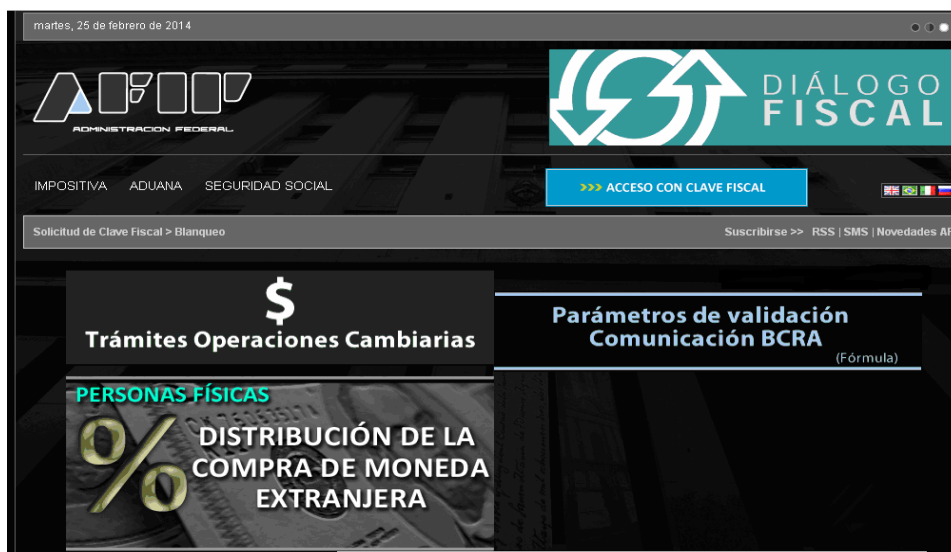 martes, 25 de febrero de 2014
AFIP
ADMINISTRACION FEDERAL
DIÁLOGO
FISCAL
IMPOSITIVA ADUANA SEGURIDAD SOCIAL
>>> ACCESO CON CLAVE FISCAL
Solicitud de Clave Fiscal > Blanqueo
Suscribirse >> RSS | SMS | Novedades AF
$
Trámites Operaciones Cambiarias
Parámetros de validación
Comunicación BCRA
(Fórmula)
PERSONAS FÍSICAS
%
DISTRIBUCIÓN DE LA
COMPRA DE MONEDA
EXTRANJERA